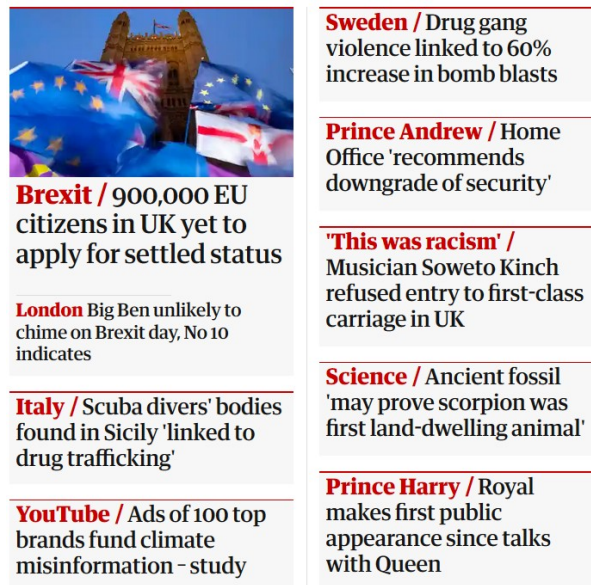 Brexit / 900,000 EU
citizens in UK yet to
apply for settled status
London Big Ben unlikely to
chime on Brexit day, No 10
indicates
Italy / Scuba divers' bodies
found in Sicily 'linked to
drug trafficking'
YouTube / Ads of 100 top
brands fund climate
misinformation – study
Sweden / Drug gang
violence linked to 60%
increase in bomb blasts
Prince Andrew / Home
Office 'recommends
downgrade of security'
'This was racism' /
Musician Soweto Kinch
refused entry to first-class
carriage in UK
Science / Ancient fossil
'may prove scorpion was
first land-dwelling animal'
Prince Harry / Royal
makes first public
appearance since talks
with Queen